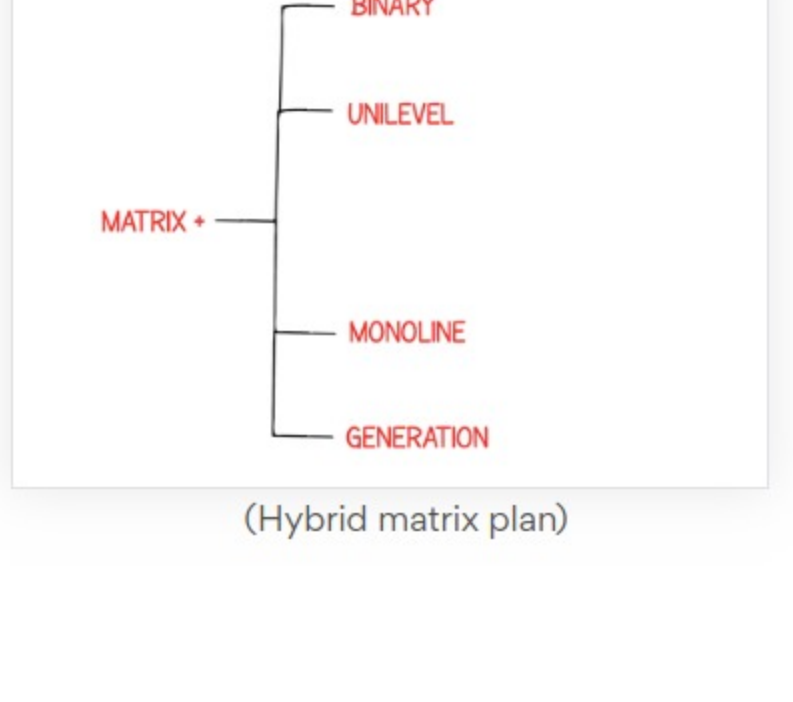 BINARY
UNILEVEL
MATRIX +
MONOLINE
GENERATION
(Hybrid matrix plan)